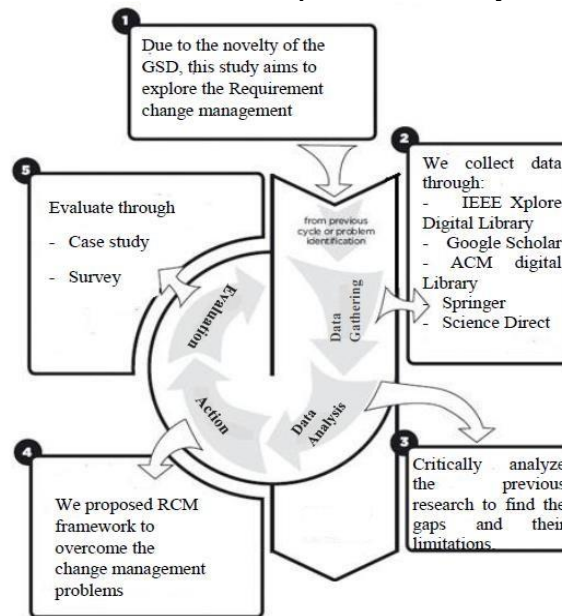 1
Due to the novelty of the
GSD, this study aims to
explore the Requirement
change management
2
We collect data
through:
- IEEE Xplore
Digital Library
- Google Scholar
- ACM digital
Library
- Springer
- Science Direct
5
Evaluate through
- Case study
- Survey
from previous
cycle or problem
identification
Evaluation
Data
Gathering
Action
Data
Analysis
3
Critically analyze
the previous
research to find the
gaps and their
limitations.
4
We proposed RCM
framework to
overcome the
change management
problems